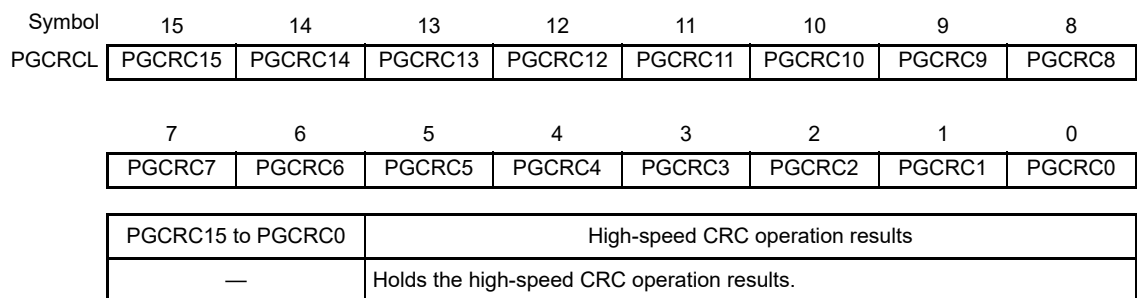 Symbol 15 14 13 12 11 10 9 8
PGCRCL PGCRC15 PGCRC14 PGCRC13 PGCRC12 PGCRC11 PGCRC10 PGCRC9 PGCRC8
7 6 5 4 3 2 1 0
PGCRC7 PGCRC6 PGCRC5 PGCRC4 PGCRC3 PGCRC2 PGCRC1 PGCRC0
PGCRC15 to PGCRC0 High-speed CRC operation results
— Holds the high-speed CRC operation results.